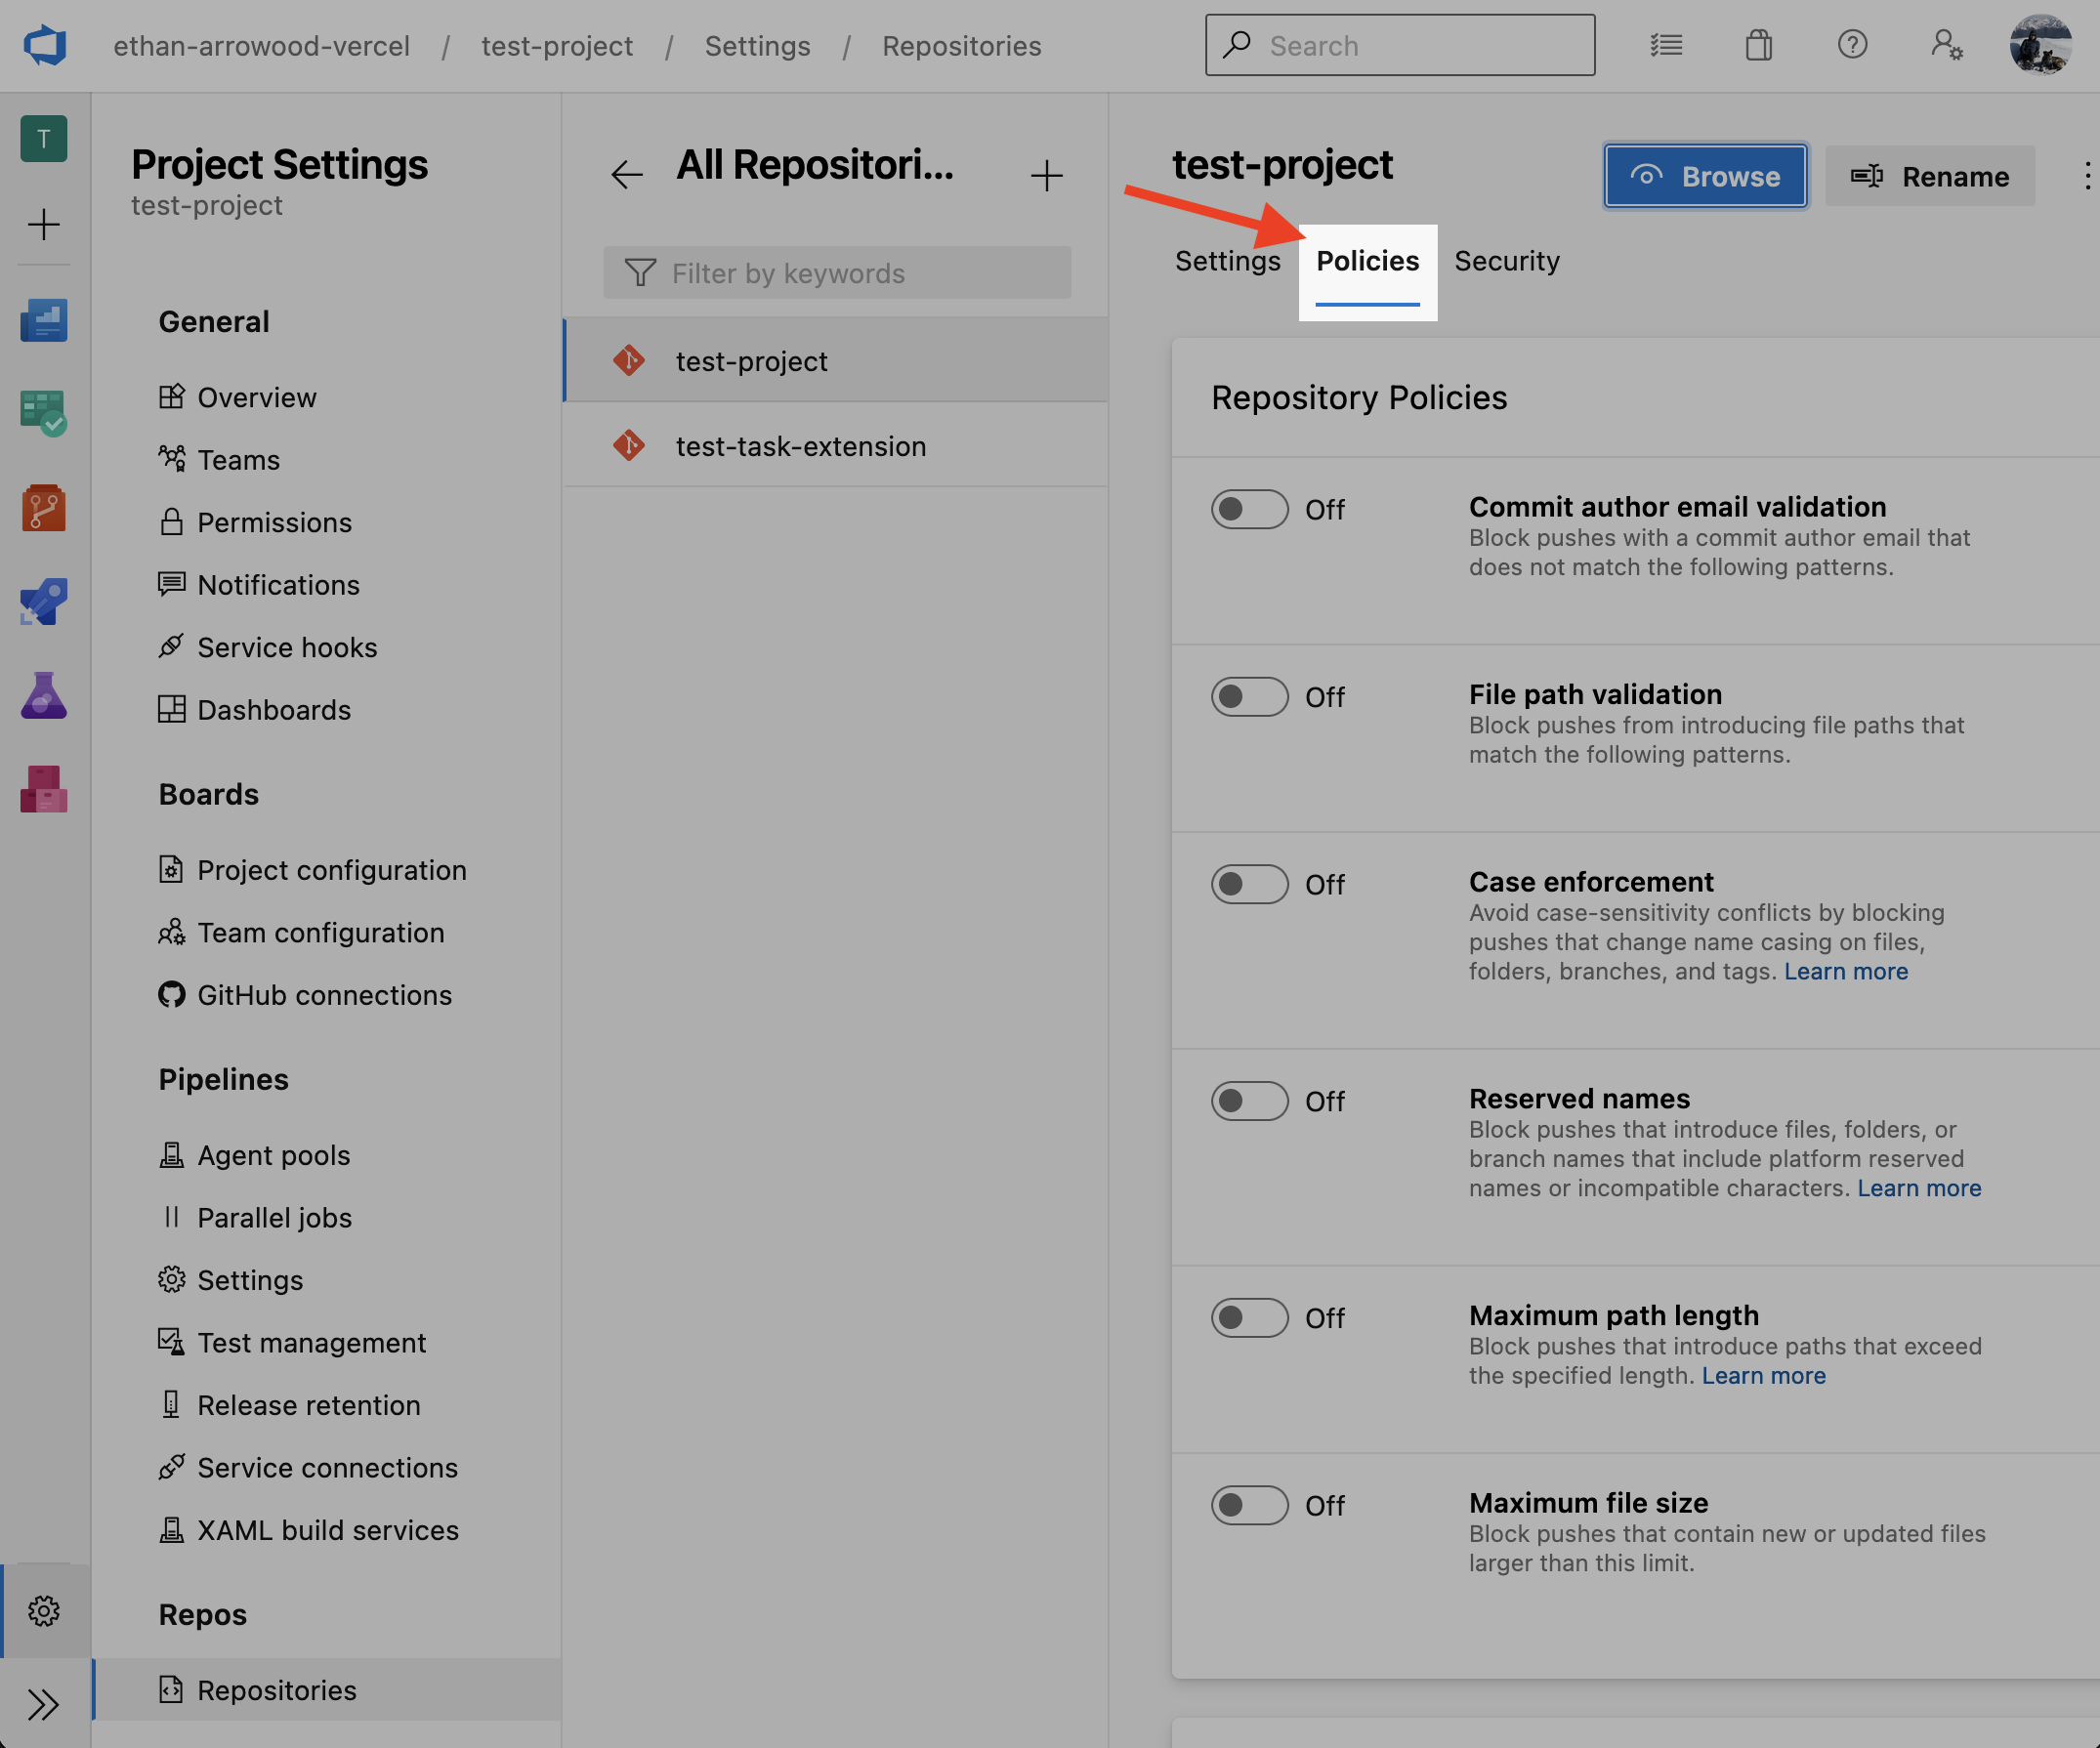 ethan-arrowood-vercel / test-project / Settings / Repositories
Search
T
Project Settings
test-project
General
Overview
Teams
Permissions
Notifications
Service hooks
Dashboards
Boards
Project configuration
Team configuration
GitHub connections
Pipelines
Agent pools
Parallel jobs
Settings
Test management
Release retention
Service connections
XAML build services
Repos
Repositories
All Repositori...
Filter by keywords
test-project
test-task-extension
test-project
Browse
Rename
Settings Policies Security
Repository Policies
Off
Commit author email validation
Block pushes with a commit author email that
does not match the following patterns.
Off
File path validation
Block pushes from introducing file paths that
match the following patterns.
Off
Case enforcement
Avoid case-sensitivity conflicts by blocking
pushes that change name casing on files,
folders, branches, and tags. Learn more
Off
Reserved names
Block pushes that introduce files, folders, or
branch names that include platform reserved
names or incompatible characters. Learn more
Off
Maximum path length
Block pushes that introduce paths that exceed
the specified length. Learn more
Off
Maximum file size
Block pushes that contain new or updated files
larger than this limit.